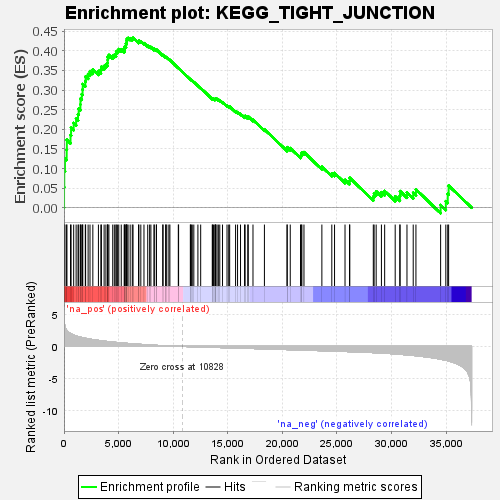 Enrichment plot: KEGG_TIGHT_JUNCTION
Enrichment score (ES)
0.45
0.40
0.35
0.30
0.25
0.20
0.15
0.10
0.05
0.00
'na_pos' (positively correlated)
Ranked list metric (PreRanked)
5
0
-5
-10
Zero cross at 10828
'na_neg' (negatively correlated)
0
5,000
10,000
15,000
20,000
25,000
30,000
35,000
Rank in Ordered Dataset
Enrichment profile
Hits
Ranking metric scores